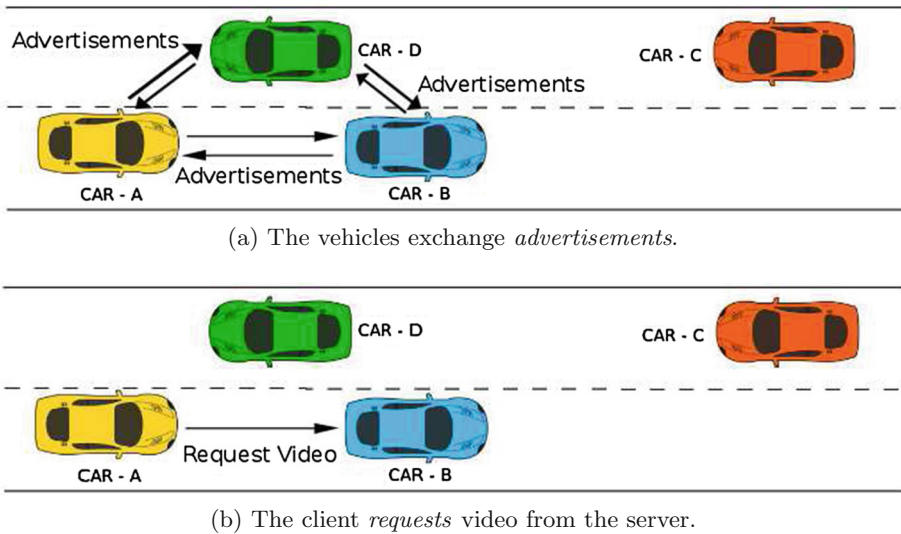 Advertisements
CAR - D
CAR - C
Advertisements
Advertisements
CAR - A
CAR - B
(a) The vehicles exchange advertisements.
CAR - D
CAR - C
Request Video
CAR - A
CAR - B
(b) The client requests video from the server.